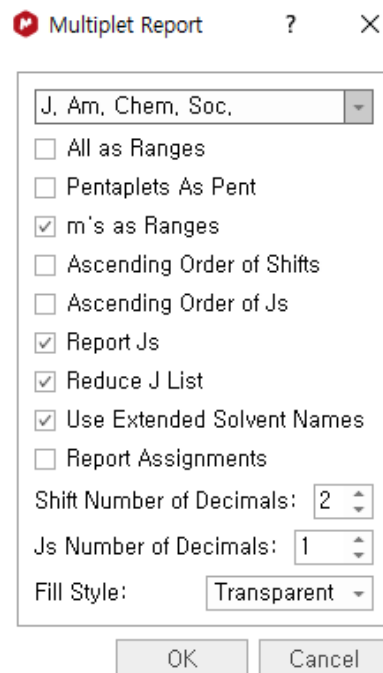 Multiplet Report ?
J, Am, Chem, Soc,
All as Ranges
Pentaplets As Pent
m's as Ranges
Ascending Order of Shifts
Ascending Order of Js
Report Js
Reduce J List
Use Extended Solvent Names
Report Assignments
Shift Number of Decimals: 2
Js Number of Decimals: 1
Fill Style: Transparent
OK Cancel